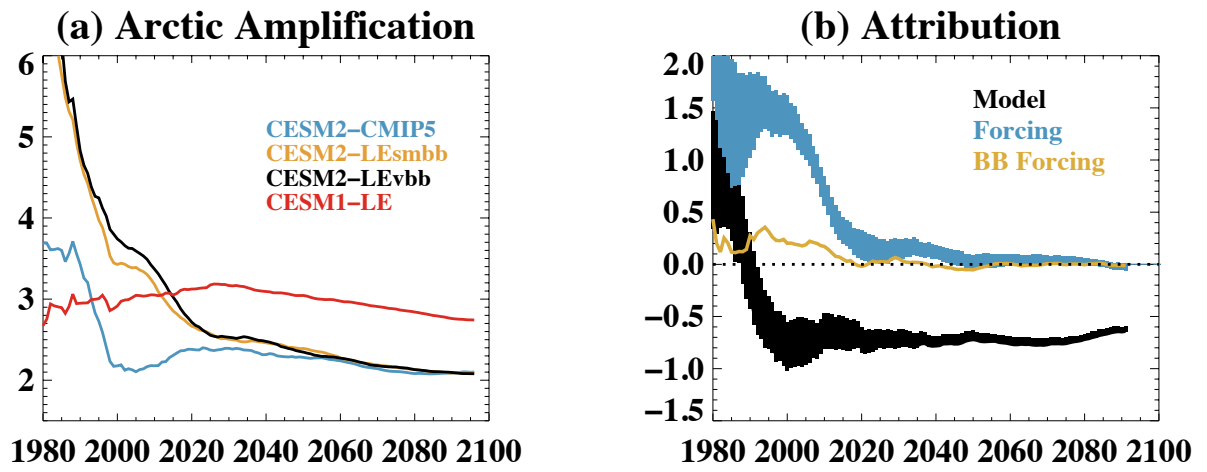 (a) Arctic Amplification
6
5
4
3
2
CESM2−CMIP5
CESM2−LEsmbb
CESM2−LEvbb
CESM1−LE
1980 2000 2020 2040 2060 2080 2100
(b) Attribution
2.0
1.5
1.0
0.5
0.0
−0.5
−1.0
−1.5
Model
Forcing
BB Forcing
1980 2000 2020 2040 2060 2080 2100